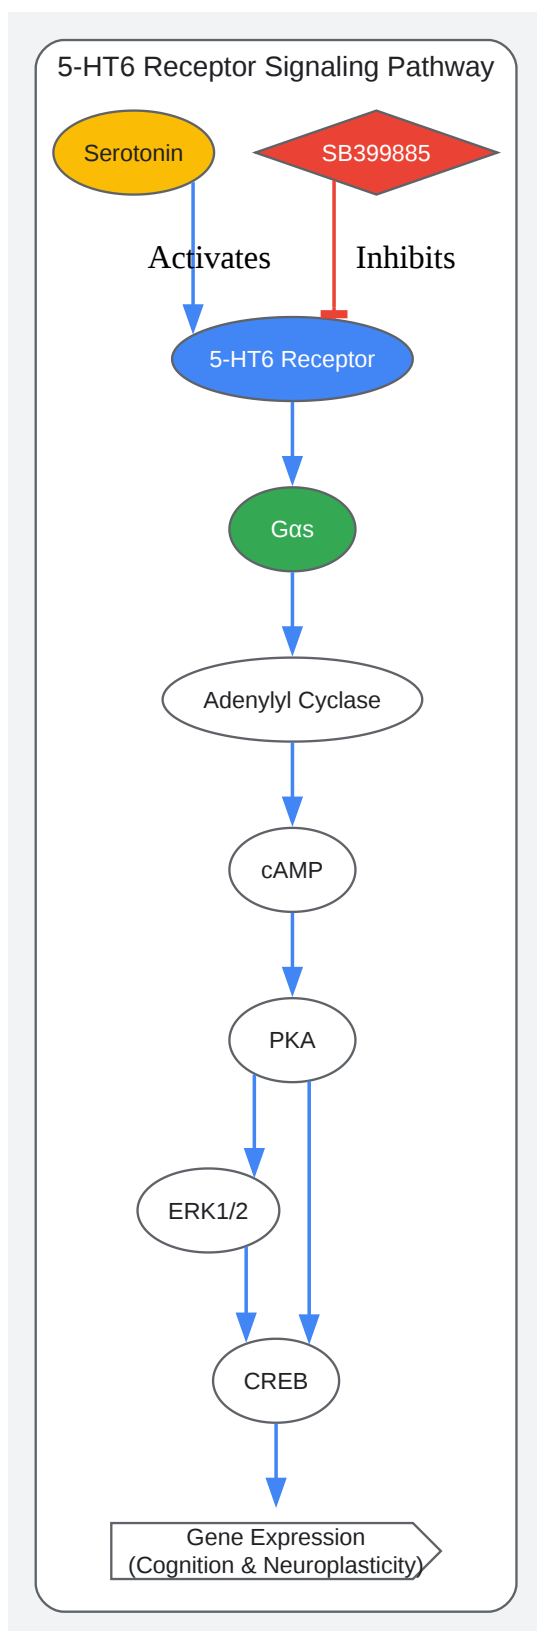 5-HT6 Receptor Signaling Pathway
Serotonin
SB399885
Activates
Inhibits
5-HT6 Receptor
Gαs
Adenylyl Cyclase
cAMP
PKA
ERK1/2
CREB
Gene Expression
(Cognition & Neuroplasticity)